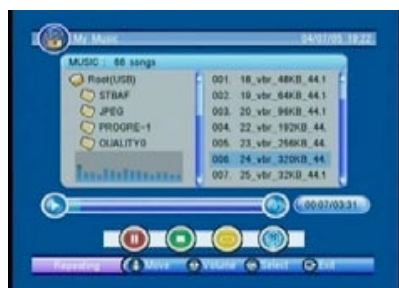 My Music 04/07/05 19:22
MUSIC : 66 songs
Root(USB)
STBAF
JPEG
PROGRE~1
QUALITY0
001. 18_vbr_48KB_44.1
002. 19_vbr_64KB_44.1
003. 20_vbr_96KB_44.1
004. 22_vbr_192KB_44.
005. 23_vbr_256KB_44.
006. 24_vbr_320KB_44.
007. 25_vbr_32KB_44.1
00:07/03:31
Repeating Move Volume Select Exit